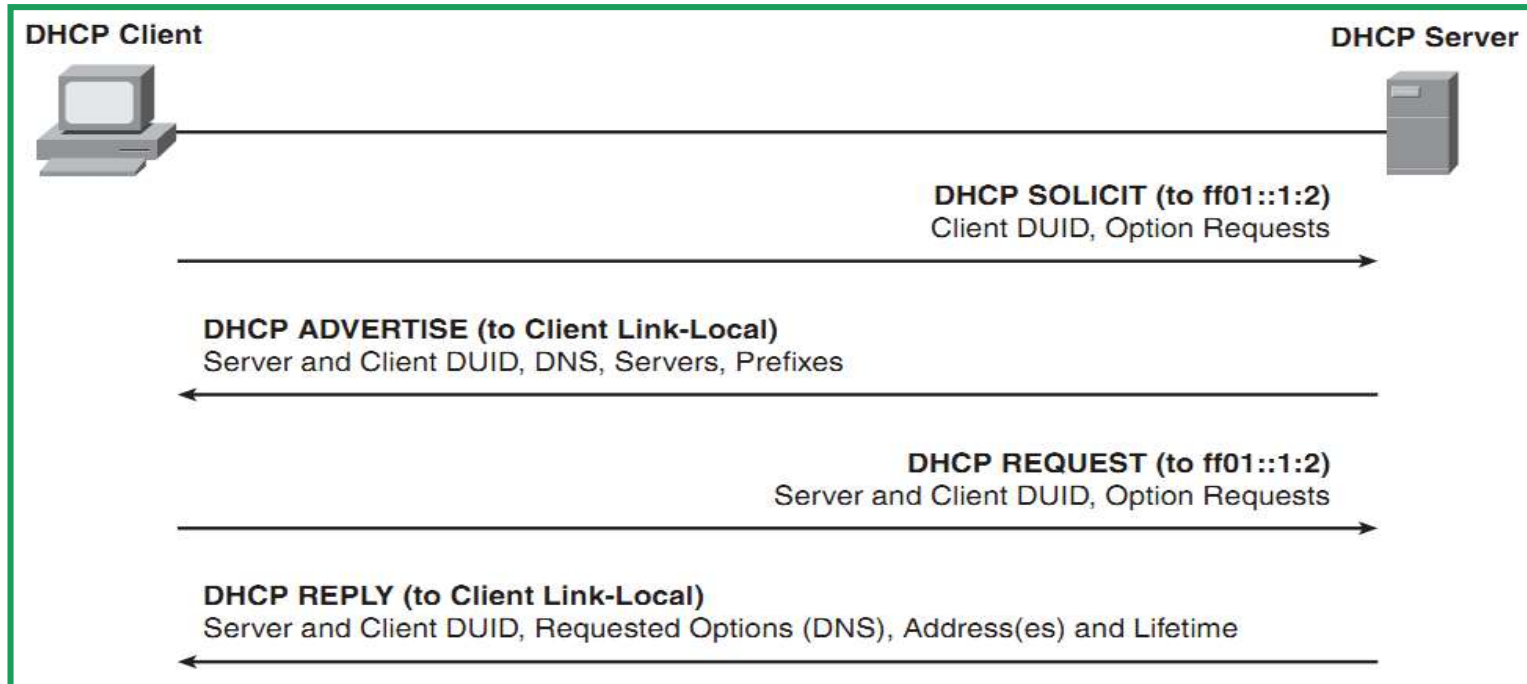 DHCP Client
DHCP Server
DHCP SOLICIT (to ff01::1:2)
Client DUID, Option Requests
DHCP ADVERTISE (to Client Link-Local)
Server and Client DUID, DNS, Servers, Prefixes
DHCP REQUEST (to ff01::1:2)
Server and Client DUID, Option Requests
DHCP REPLY (to Client Link-Local)
Server and Client DUID, Requested Options (DNS), Address(es) and Lifetime